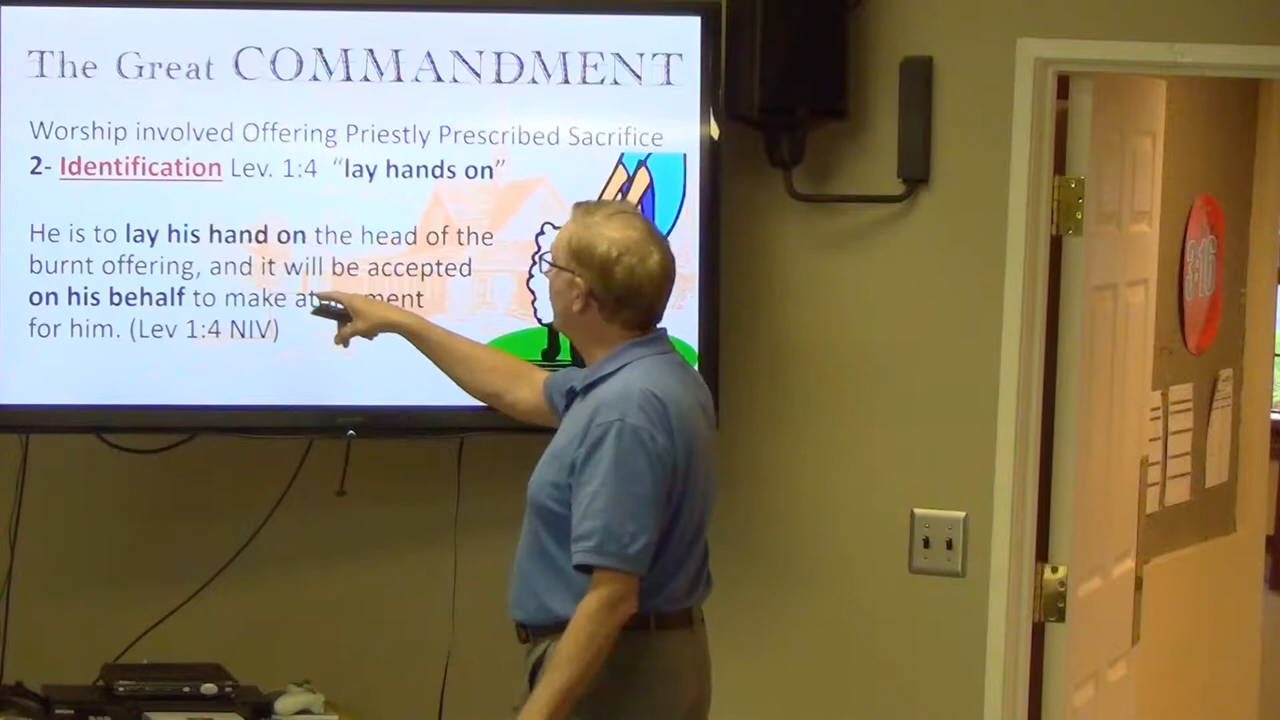 The Great COMMANDMENT
Worship involved Offering Priestly Prescribed Sacrifice
2- Identification Lev. 1:4 “lay hands on”
He is to lay his hand on the head of the
burnt offering, and it will be accepted
on his behalf to make
for him. (Lev 1:4 NIV)
3:16